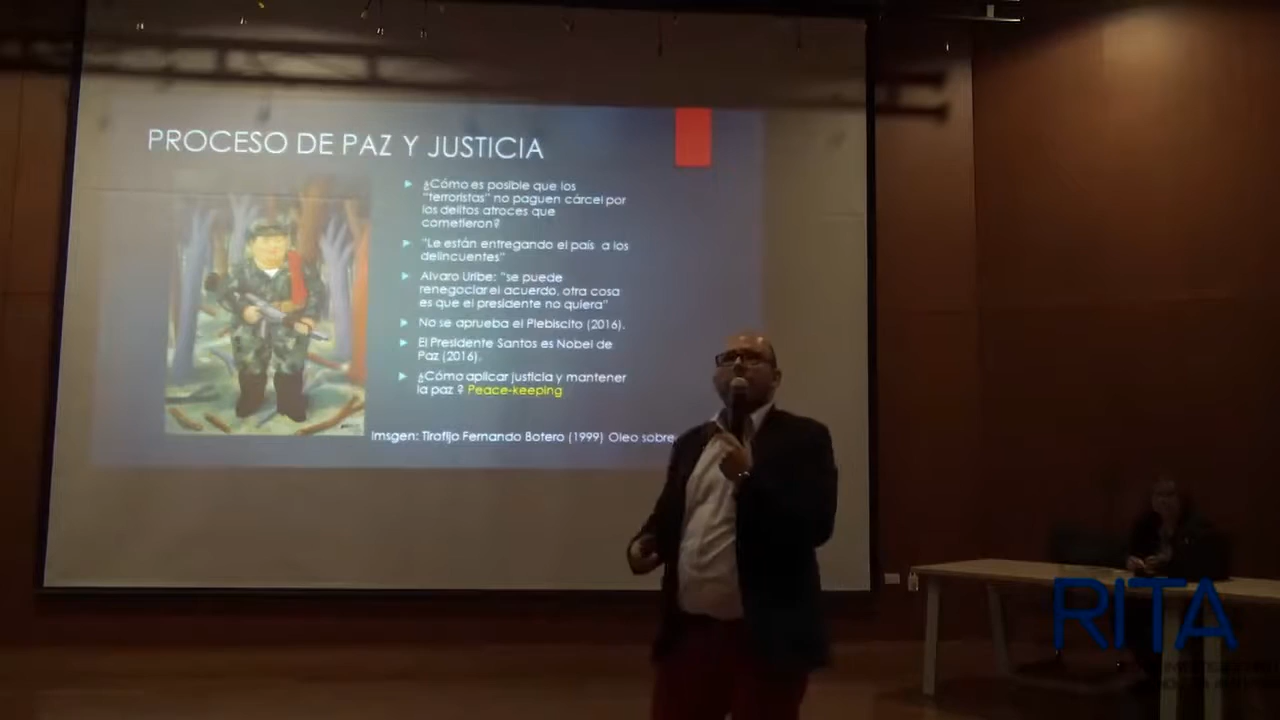 PROCESO DE PAZ Y JUSTICIA
¿Cómo es posible que los
"terroristas" no paguen cárcel por
los delitos atroces que
cometieron?
"Le están entregando el país a los
delincuentes"
Alvaro Uribe: "se puede
renegociar el acuerdo, otra cosa
es que el presidente no quiera"
No se aprueba el Plebiscito (2016).
El Presidente Santos es Nobel de
Paz (2016).
¿Cómo aplicar justicia y mantener
la paz ? Peace-keeping
Imsgen: Tirofijo Fernando Botero (1999) Oleo sobre
RITA